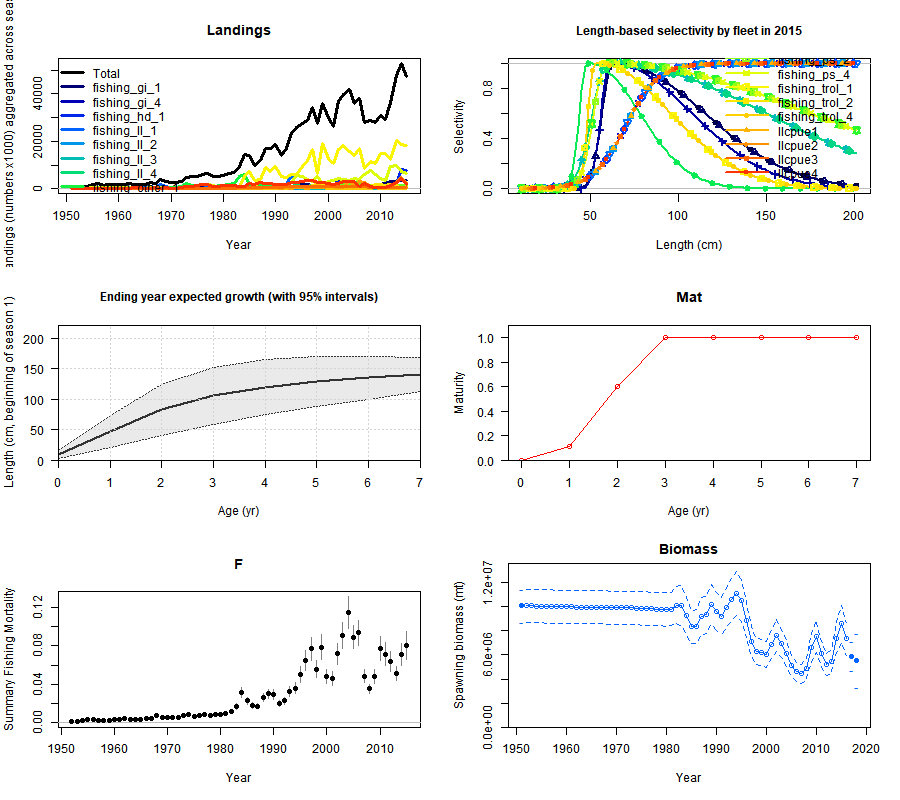 Landings
andings (numbers x1000) aggregated across seas
0
20000
40000
Total
fishing_gi_1
fishing_gi_4
fishing_hd_1
fishing_ll_1
fishing_ll_2
fishing_ll_3
fishing_ll_4
fishing_other_1
1950 1960 1970 1980 1990 2000 2010
Year
Length-based selectivity by fleet in 2015
Selectivity
0.0
0.4
0.8
fishing_ps_4
fishing_trol_1
fishing_trol_2
fishing_trol_4
llcpue1
llcpue2
llcpue3
llcpue4
50 100 150 200
Length (cm)
Ending year expected growth (with 95% intervals)
Length (cm, beginning of season 1)
200
150
100
50
0
0 1 2 3 4 5 6 7
Age (yr)
Mat
Maturity
1.0
0.8
0.6
0.4
0.2
0.0
0 1 2 3 4 5 6 7
Age (yr)
F
Summary Fishing Mortality
0.00
0.04
0.08
0.12
1950 1960 1970 1980 1990 2000 2010
Year
Biomass
Spawning biomass (mt)
0.0e+00
6.0e+06
1.2e+07
1950 1960 1970 1980 1990 2000 2010 2020
Year